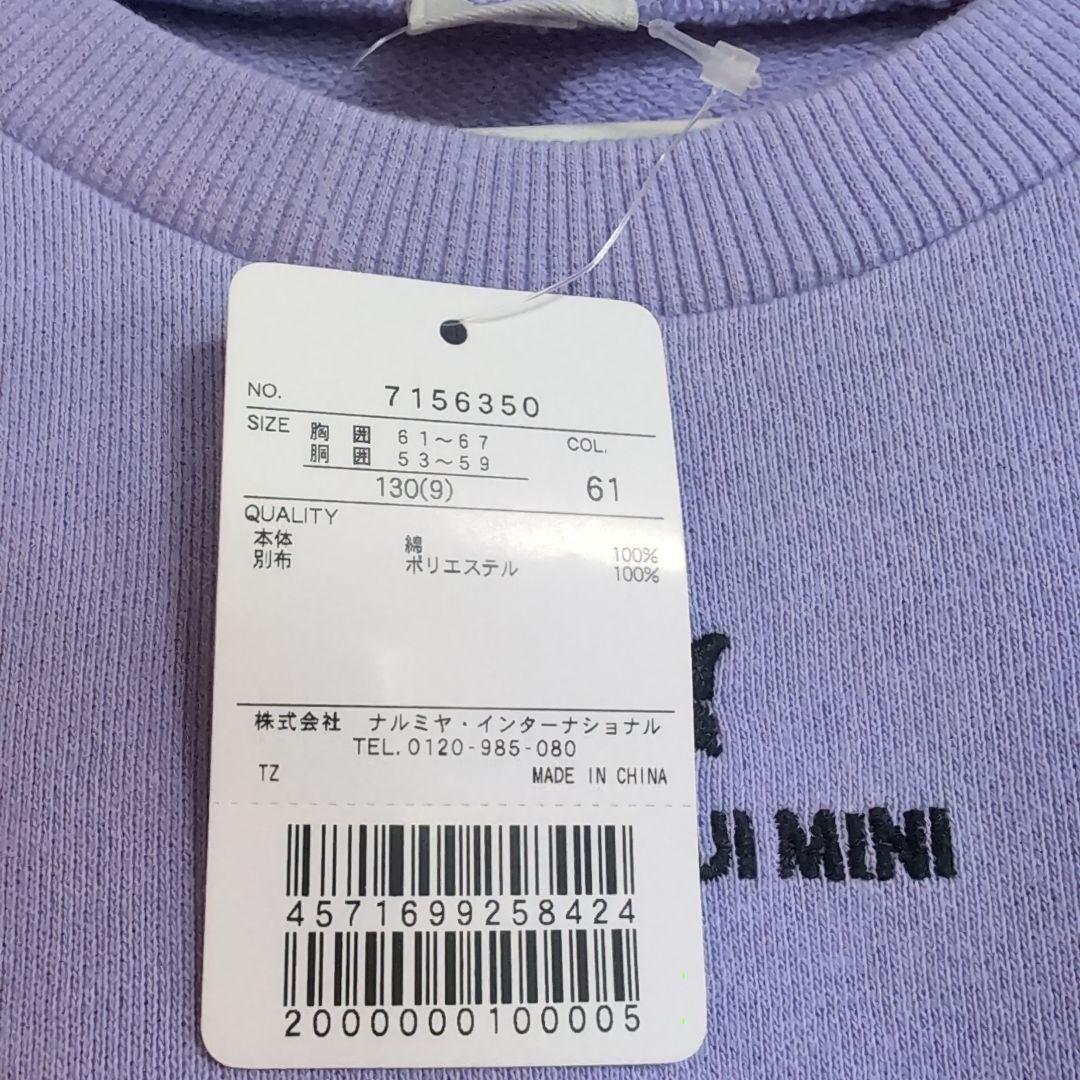 NO. 7156350
SIZE 胸囲 61～67 COL.
胴囲 53～59
130(9) 61
QUALITY
本体 綿 100%
別布 ポリエステル 100%
株式会社 ナルミヤ・インターナショナル
TEL.0120-985-080
TZ MADE IN CHINA
4571699258424
2000000100005
MINI